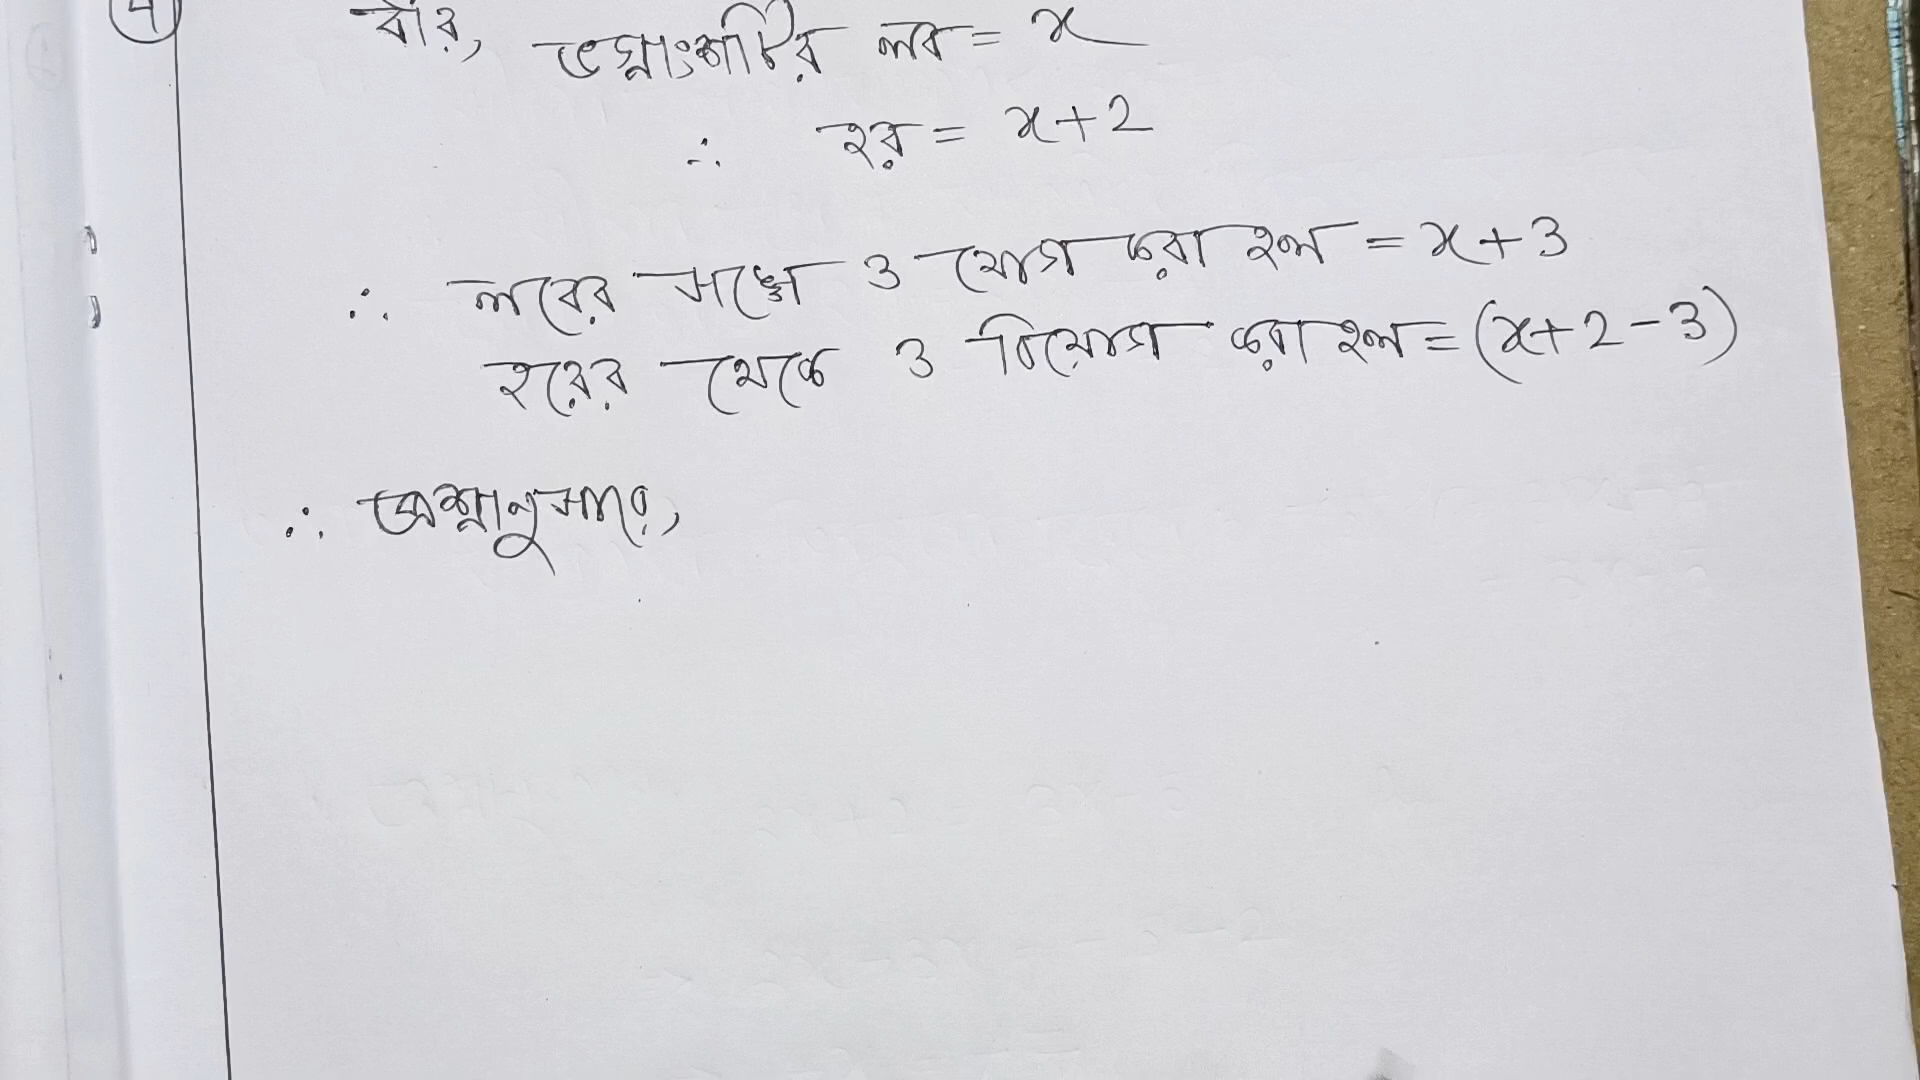 4
ধরি, ভগ্নাংশটির লব = x
∴ হর = x+2
∴ লবের সঙ্গে 3 যোগ করা হল = x+3
হরের থেকে 3 বিয়োগ করা হল = (x+2-3)
∴ প্রশ্নানুসারে,